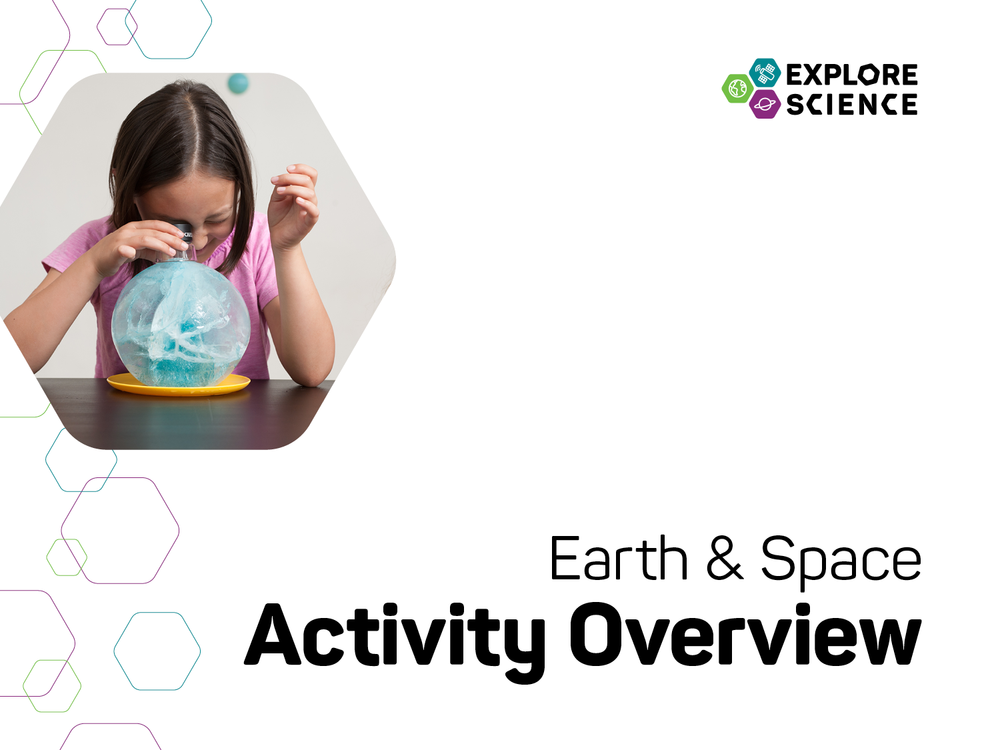 EXPLORE
SCIENCE
Earth & Space
Activity Overview